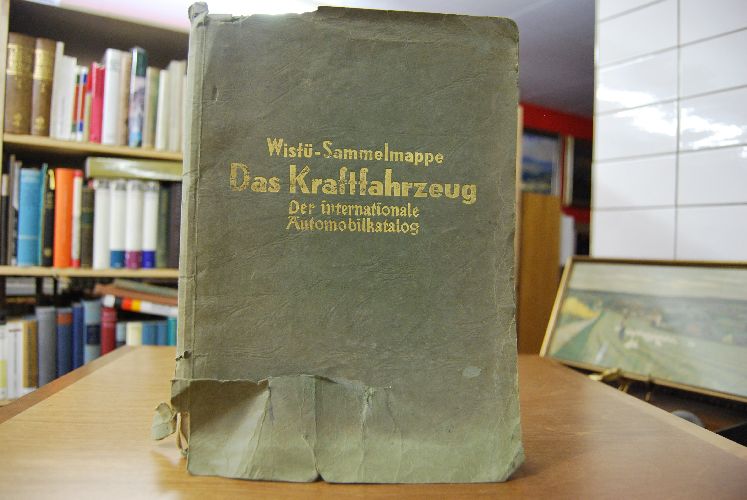 Wistü-Sammelmappe
Das Kraftfahrzeug
Der internationale
Automobilkatalog